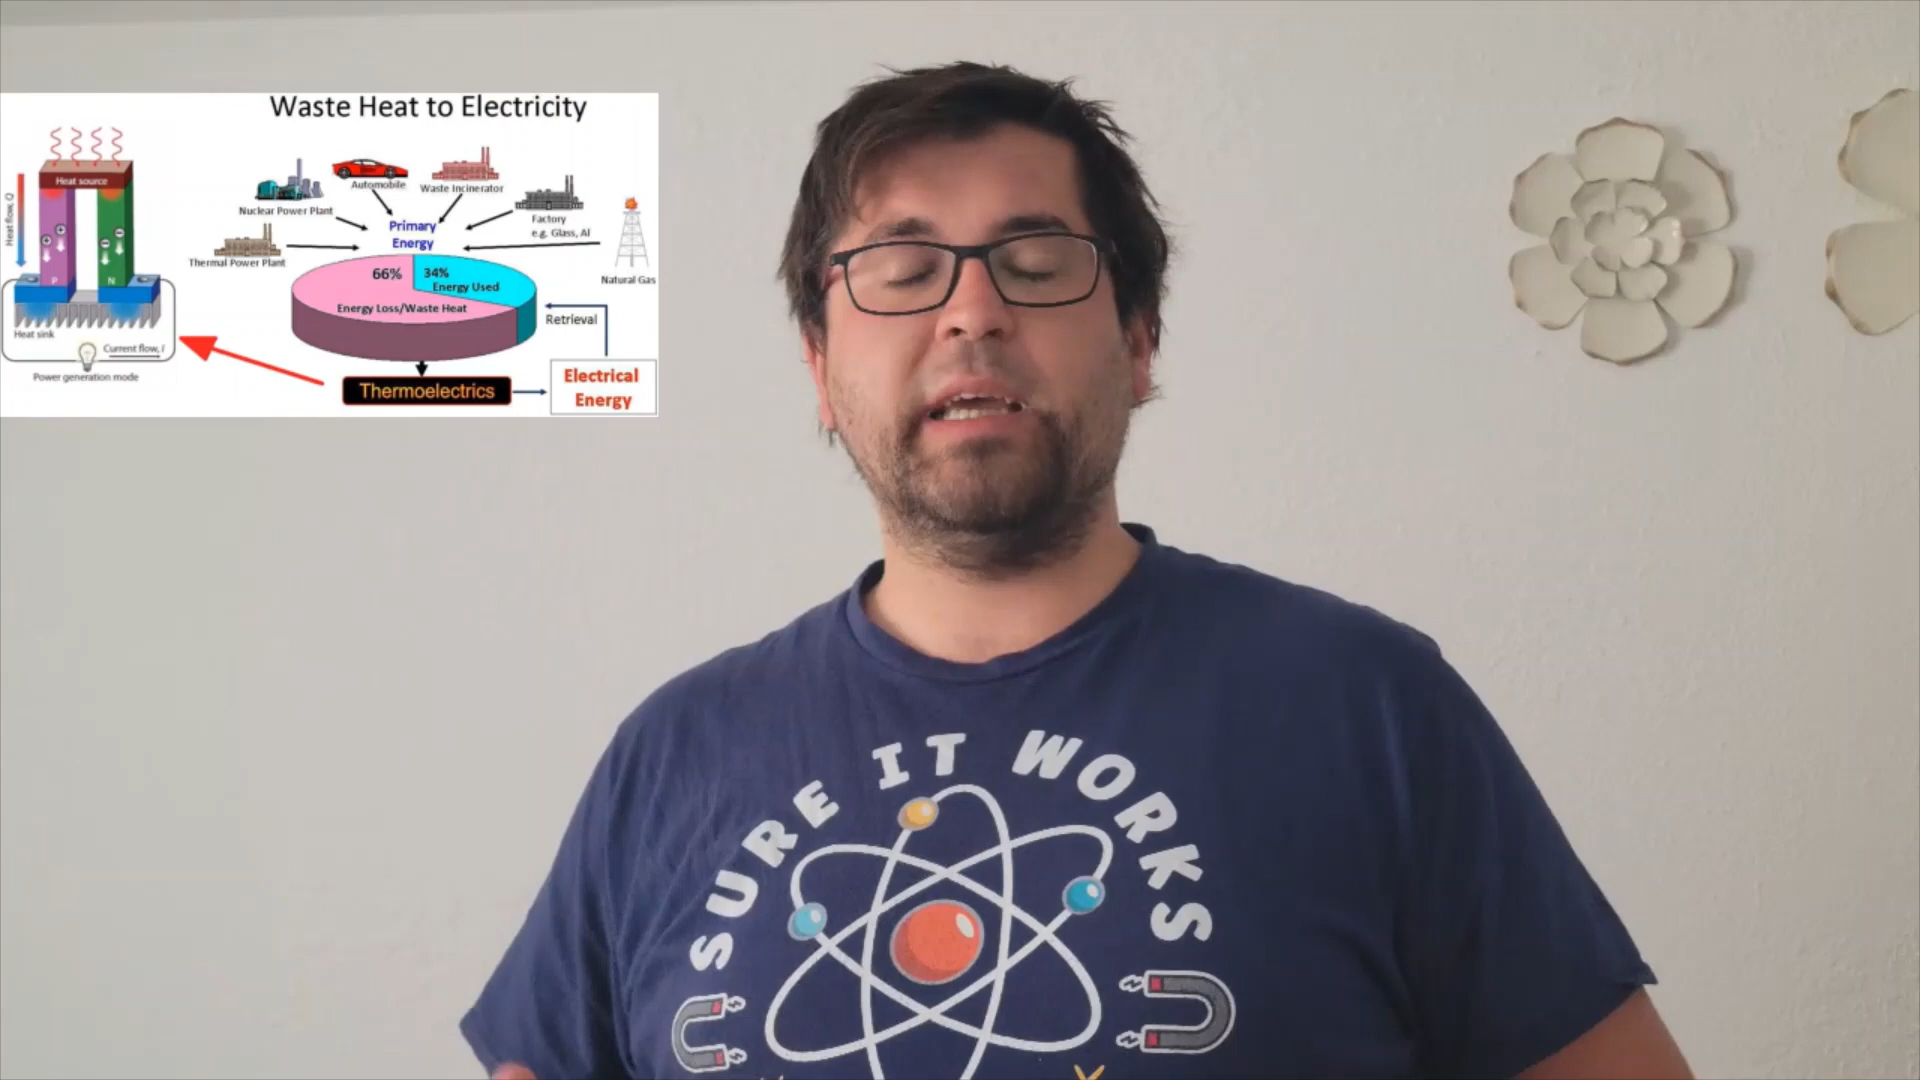 Waste Heat to Electricity
Heat source
Heat flow, Q
P
N
Heat sink
Current flow, I
Power generation mode
Nuclear Power Plant
Automobile
Waste Incinerator
Factory
e.g. Glass, Al
Thermal Power Plant
Natural Gas
Primary
Energy
66%
34%
Energy Used
Energy Loss/Waste Heat
Retrieval
Thermoelectrics
Electrical
Energy
SURE IT WORKS